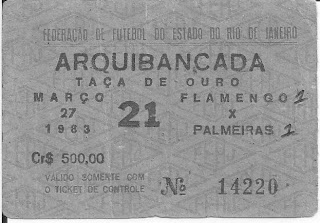 FEDERAÇÃO DE FUTEBOL DO ESTADO DO RIO DE JANEIRO
ARQUIBANCADA
TAÇA DE OURO
MARÇO 21 FLAMENGO 1
27 X
1983 PALMEIRAS 1
Cr$ 500,00
VALIDO SOMENTE COM
O TICKET DE CONTROLE
Nº 14220